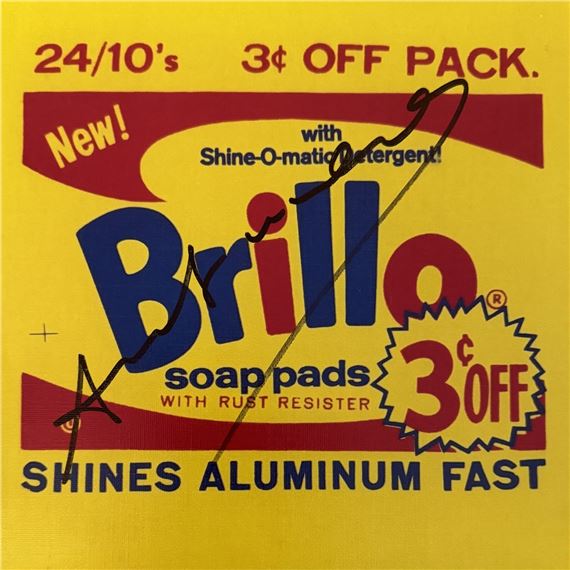 24/10's 3¢ OFF PACK.
New!
with
Shine-O-matic Detergent!
Brillo®
soap pads
WITH RUST RESISTER
3¢ OFF
SHINES ALUMINUM FAST